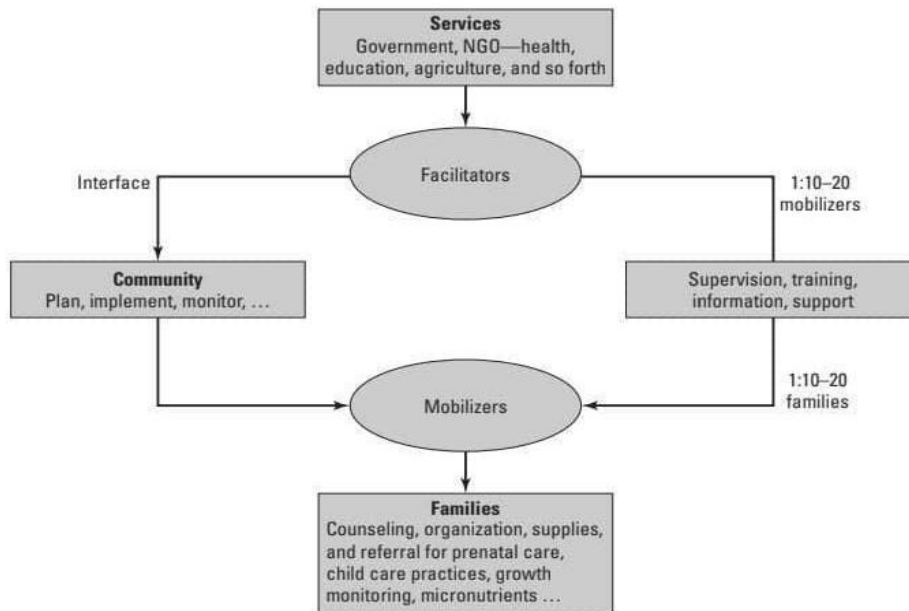 Services
Government, NGO—health,
education, agriculture, and so forth
Facilitators
Interface
1:10–20
mobilizers
Community
Plan, implement, monitor, ...
Supervision, training,
information, support
Mobilizers
1:10–20
families
Families
Counseling, organization, supplies,
and referral for prenatal care,
child care practices, growth
monitoring, micronutrients ...